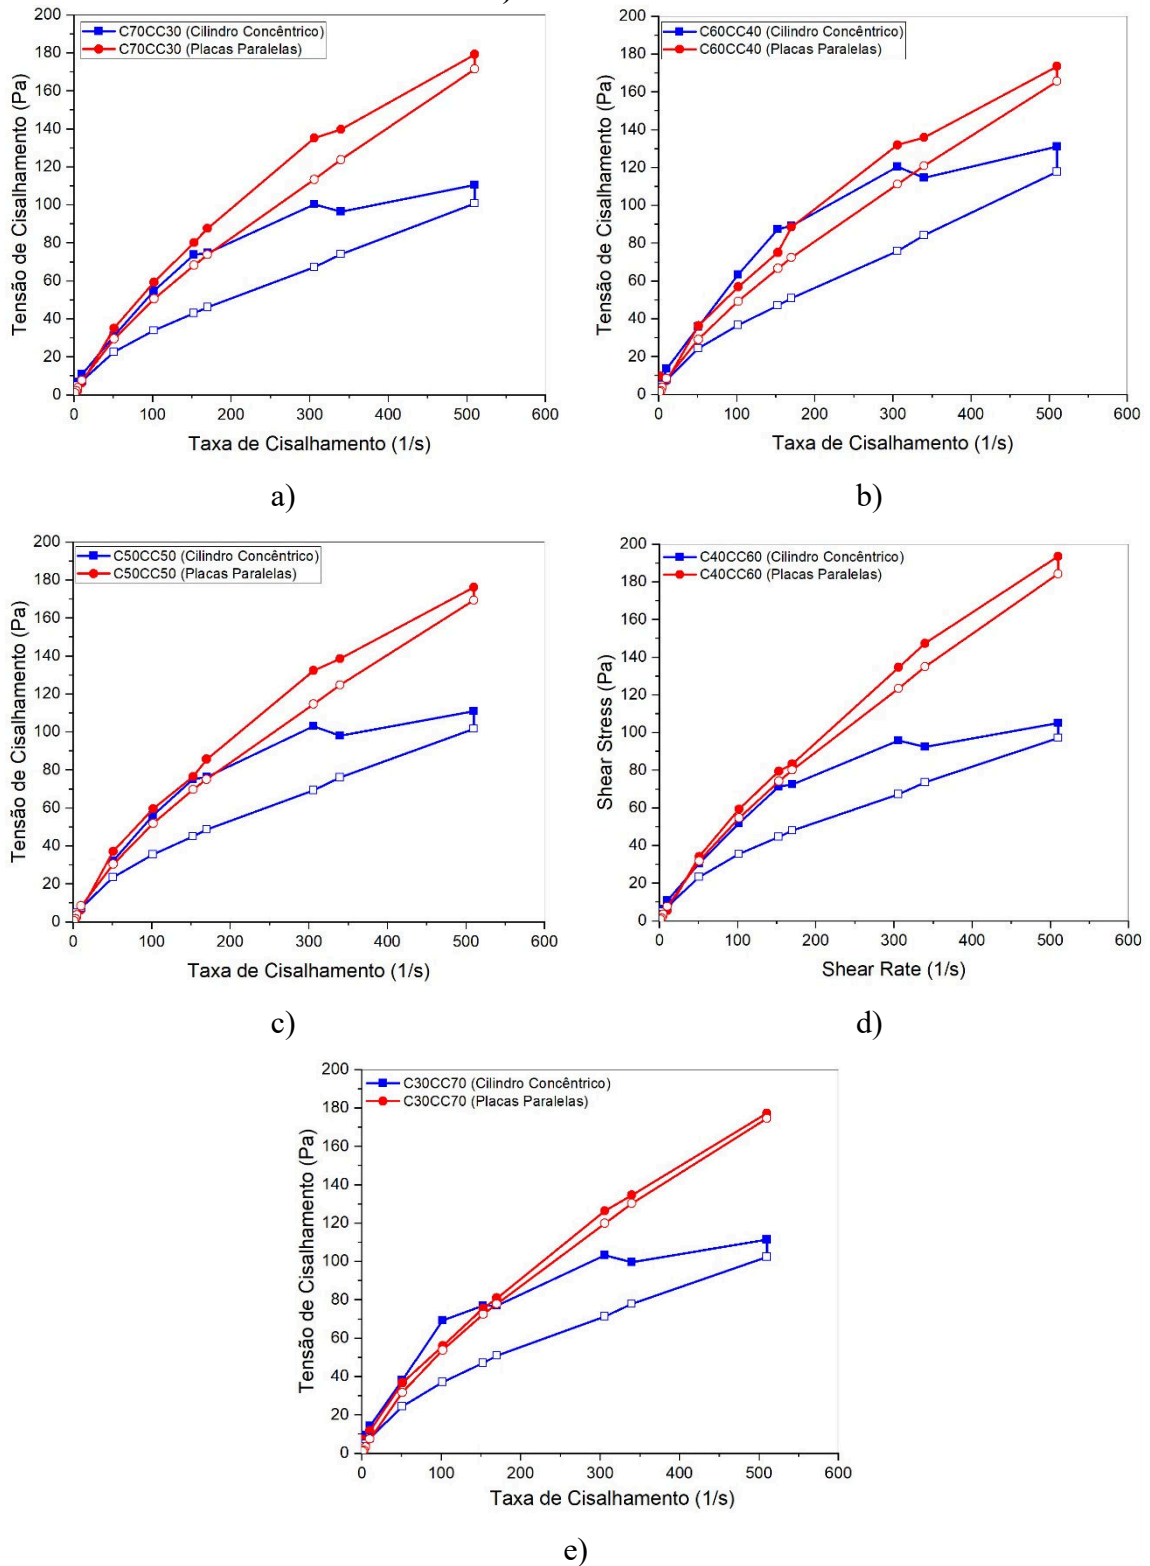 )
C70CC30 (Cilindro Concêntrico)
C70CC30 (Placas Paralelas)
Tensão de Cisalhamento (Pa)
200
180
160
140
120
100
80
60
40
20
0
0 100 200 300 400 500 600
Taxa de Cisalhamento (1/s)
a)
C60CC40 (Cilindro Concêntrico)
C60CC40 (Placas Paralelas)
Tensão de Cisalhamento (Pa)
200
180
160
140
120
100
80
60
40
20
0
0 100 200 300 400 500 600
Taxa de Cisalhamento (1/s)
b)
C50CC50 (Cilindro Concêntrico)
C50CC50 (Placas Paralelas)
Tensão de Cisalhamento (Pa)
200
180
160
140
120
100
80
60
40
20
0
0 100 200 300 400 500 600
Taxa de Cisalhamento (1/s)
c)
C40CC60 (Cilindro Concêntrico)
C40CC60 (Placas Paralelas)
Shear Stress (Pa)
200
180
160
140
120
100
80
60
40
20
0
0 100 200 300 400 500 600
Shear Rate (1/s)
d)
C30CC70 (Cilindro Concêntrico)
C30CC70 (Placas Paralelas)
Tensão de Cisalhamento (Pa)
200
180
160
140
120
100
80
60
40
20
0
0 100 200 300 400 500 600
Taxa de Cisalhamento (1/s)
e)